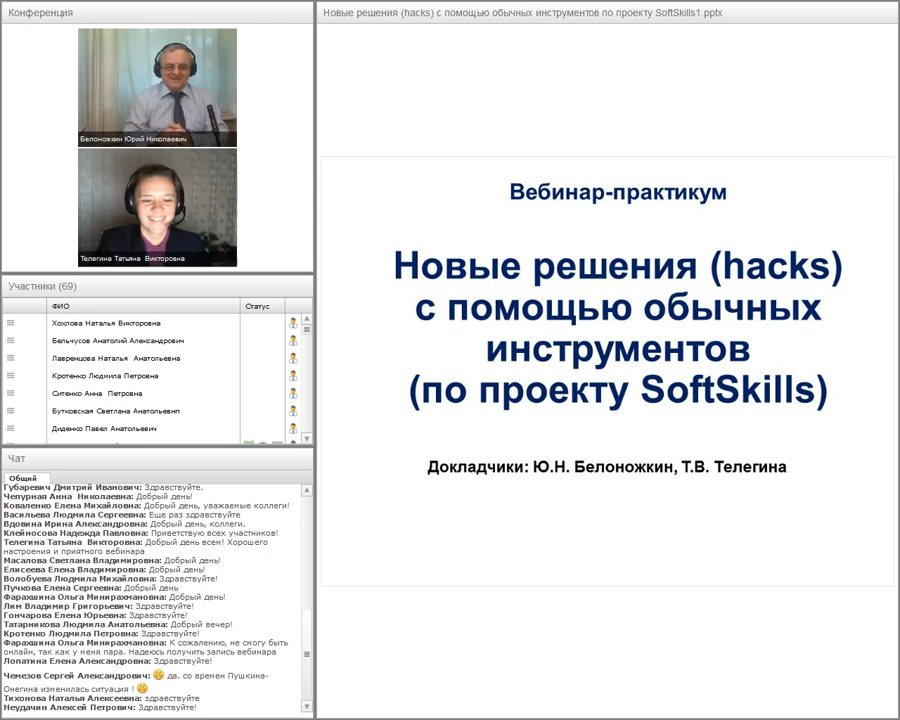 Конференция
Белоножкин Юрий Николаевич
Телегина Татьяна Викторовна
Участники (69)
ФИО
Статус
Хохлова Наталья Викторовна
Бельчусов Анатолий Александрович
Лавренцова Наталья Анатольевна
Кротенко Людмила Петровна
Ситенко Анна Петровна
Бутковская Светлана Анатольевнп
Диденко Павел Анатольевич
Чат
Общий
Губаревич Дмитрий Иванович: Здравствуйте.
Чепурная Анна Николаевна: Добрый день!
Коваленко Елена Михайловна: Добрый день, уважаемые коллеги!
Васильева Людмила Сергеевна: Еще раз здравствуйте
Вдовина Ирина Александровна: Добрый день, коллеги.
Клейносова Надежда Павловна: Приветствую всех участников!
Телегина Татьяна Викторовна: Добрый день всем! Хорошего
настроения и приятного вебинара
Масалова Светлана Владимировна: Добрый день!
Елисеева Елена Владимировна: Добрый день!
Волобуева Людмила Михайловна: Здравствуйте!
Пучкова Елена Сергеевна: Добрый день
Фарахшина Ольга Минирахмановна: Добрый день!
Лим Владимир Григорьевич: Здравствуйте!
Гончарова Елена Юрьевна: Здравствуйте!
Татарникова Людмила Анатольевна: Добрый вечер!
Кротенко Людмила Петровна: Здравствуйте!
Фарахшина Ольга Минирахмановна: К сожалению, не смогу быть
онлайн, так как у меня пара. Надеюсь получить запись вебинара
Лопатина Елена Александровна: Здравствуйте!
Чемезов Сергей Александрович: да. со времен Пушкина-
Онегина изменилась ситуация !
Тихонова Наталья Алексеевна: здравствуйте
Неудачин Алексей Петрович: Здравствуйте!
Новые решения (hacks) с помощью обычных инструментов по проекту SoftSkills1.pptx
Вебинар-практикум
Новые решения (hacks)
с помощью обычных
инструментов
(по проекту SoftSkills)
Докладчики: Ю.Н. Белоножкин, Т.В. Телегина